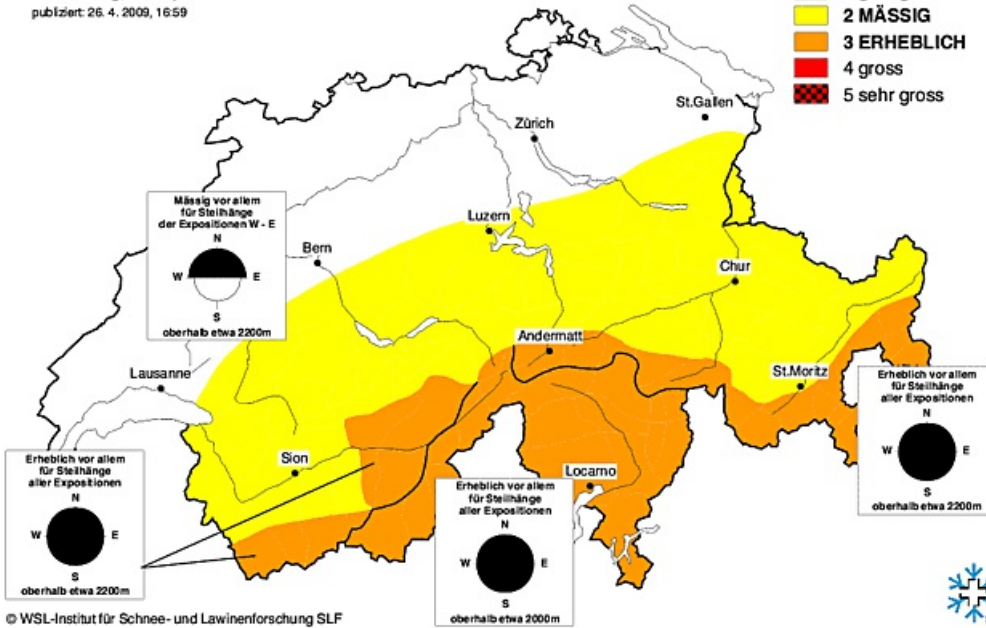 publiziert: 26. 4. 2009, 16:59
2 MÄSSIG
3 ERHEBLICH
4 gross
5 sehr gross
St.Gallen
Zürich
Mässig vor allem
für Steilhänge
der Expositionen W - E
N
W E
S
oberhalb etwa 2200m
Luzern
Bern
Chur
Andermatt
Lausanne
St.Moritz
Erheblich vor allem
für Steilhänge
aller Expositionen
N
W E
S
oberhalb etwa 2200m
Sion
Locarno
Erheblich vor allem
für Steilhänge
aller Expositionen
N
W E
S
oberhalb etwa 2200m
Erheblich vor allem
für Steilhänge
aller Expositionen
N
W E
S
oberhalb etwa 2000m
© WSL-Institut für Schnee- und Lawinenforschung SLF